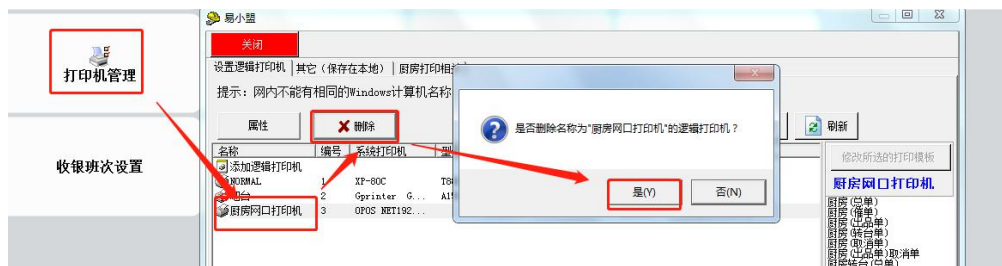 打印机管理
收银班次设置
易小盟
关闭
设置逻辑打印机 其它（保存在本地） 厨房打印相关
提示：网内不能有相同的Windows计算机名称
属性 删除 刷新
名称 编号 系统打印机
添加逻辑打印机
NORMAL 1 XP-80C
2 Gprinter G...
厨房网口打印机 3 OPOS NET192...
是否删除名称为"厨房网口打印机"的逻辑打印机？
是(Y) 否(N)
修改所选的打印模板
厨房网口打印机
厨房(总单)
厨房(催单)
厨房(出品单)
厨房(转台单)
厨房(取消单)
厨房(出品单)取消单
厨房转台(总单)